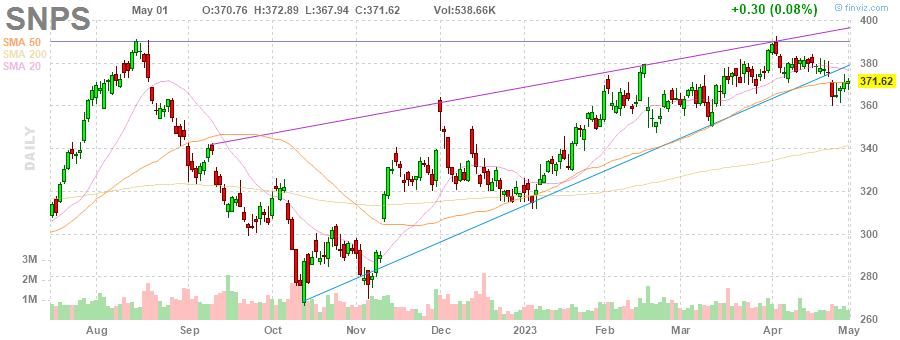 SNPS
May 01
O:370.76 H:372.89 L:367.94 C:371.62
Vol:538.66K
+0.30 (0.08%)
finviz.com
SMA 50
SMA 200
SMA 20
DAILY
400
380
371.62
360
340
320
300
280
260
3M
2M
1M
Aug Sep Oct Nov Dec 2023 Feb Mar Apr May